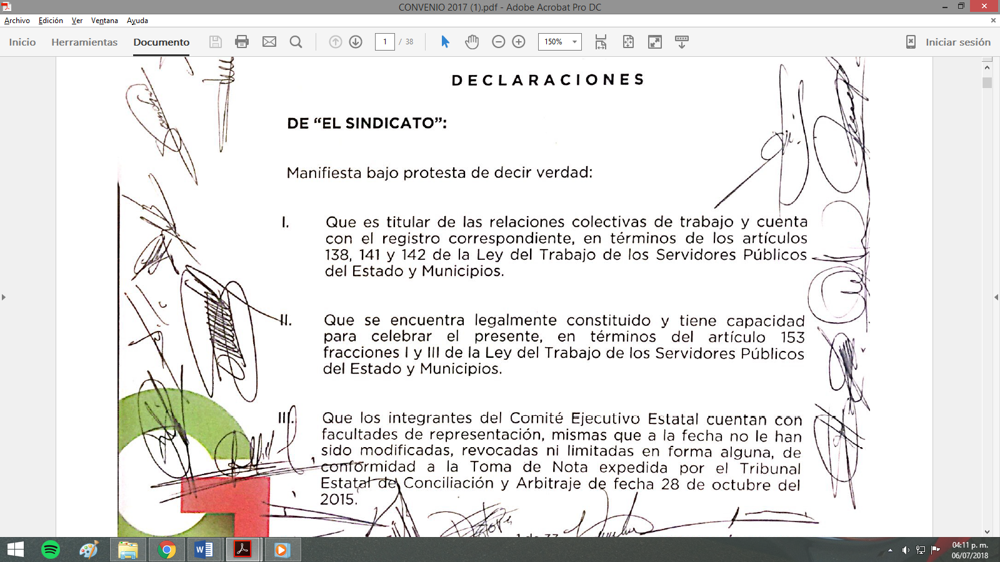 CONVENIO 2017 (1).pdf - Adobe Acrobat Pro DC
Archivo Edición Ver Ventana Ayuda
Inicio Herramientas Documento 1 / 38 150% Iniciar sesión
DECLARACIONES
DE “EL SINDICATO”:
Manifiesta bajo protesta de decir verdad:
I. Que es titular de las relaciones colectivas de trabajo y cuenta
con el registro correspondiente, en términos de los artículos
138, 141 y 142 de la Ley del Trabajo de los Servidores Públicos
del Estado y Municipios.
II. Que se encuentra legalmente constituido y tiene capacidad
para celebrar el presente, en términos del artículo 153
fracciones I y III de la Ley del Trabajo de los Servidores Públicos
del Estado y Municipios.
III. Que los integrantes del Comité Ejecutivo Estatal cuentan con
facultades de representación, mismas que a la fecha no le han
sido modificadas, revocadas ni limitadas en forma alguna, de
conformidad a la Toma de Nota expedida por el Tribunal
Estatal de Conciliación y Arbitraje de fecha 28 de octubre del
2015.
1 de 33
04:11 p. m.
06/07/2018